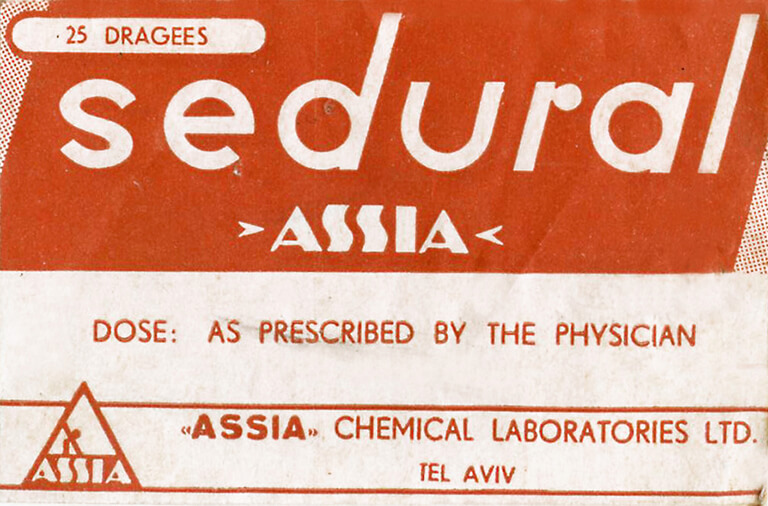 25 DRAGEES
sedural
>ASSIA<
DOSE: AS PRESCRIBED BY THE PHYSICIAN
«ASSIA» CHEMICAL LABORATORIES LTD.
ASSIA
TEL AVIV